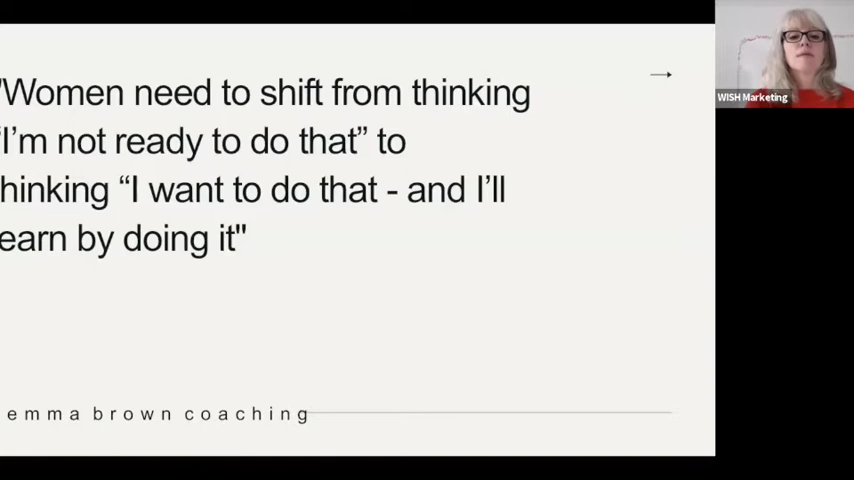 "Women need to shift from thinking
"I'm not ready to do that” to
hinking “I want to do that - and I’ll
earn by doing it"
emma brown coaching
WISH Marketing